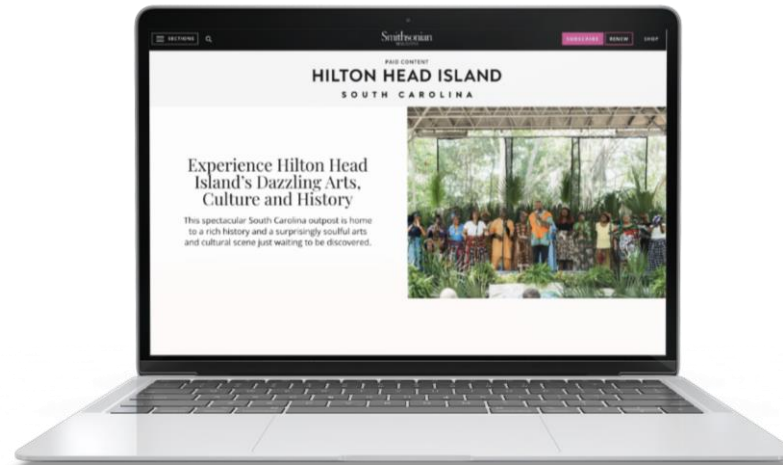 SECTIONS
Smithsonian
SUBSCRIBE
RENEW
SHOP
PAID CONTENT
HILTON HEAD ISLAND
SOUTH CAROLINA
Experience Hilton Head
Island's Dazzling Arts,
Culture and History
This spectacular South Carolina outpost is home
to a rich history and a surprisingly soulful arts
and cultural scene just waiting to be discovered.